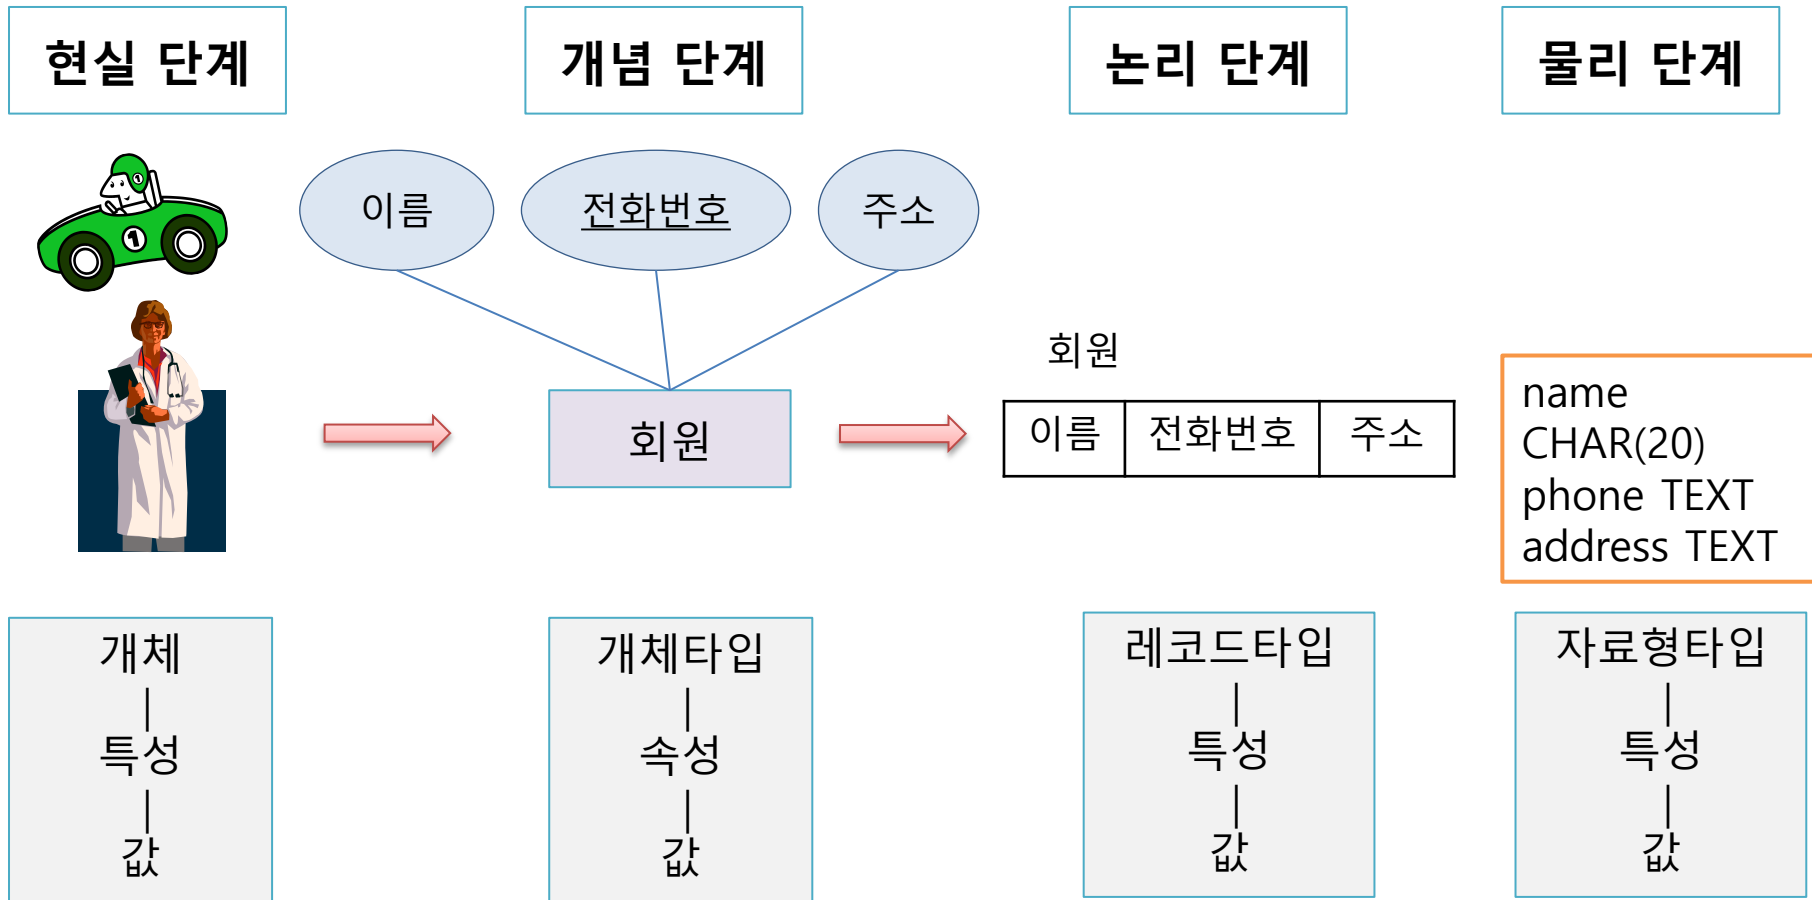 현실 단계
개념 단계
논리 단계
물리 단계
1
1
이름
전화번호
주소
회원
회원
이름 전화번호 주소
name
CHAR(20)
phone TEXT
address TEXT
개체
|
특성
|
값
개체타입
|
속성
|
값
레코드타입
|
특성
|
값
자료형타입
|
특성
|
값